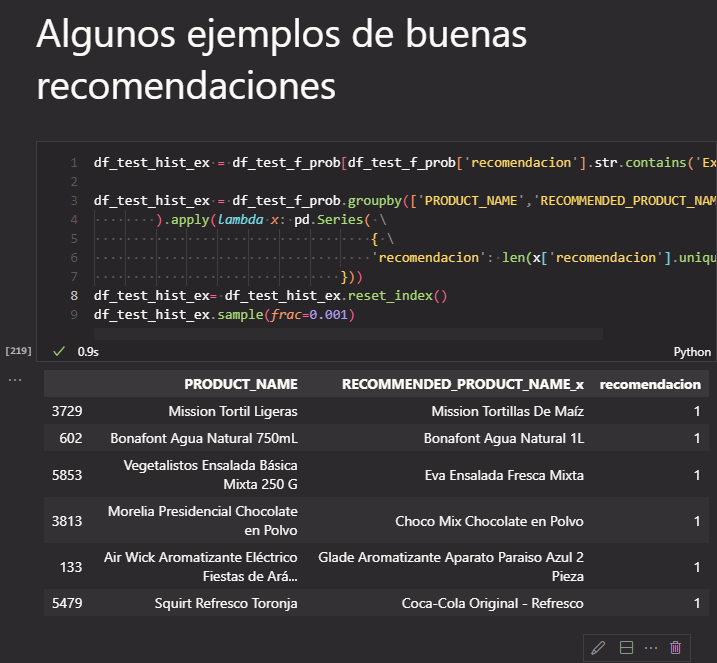 Algunos ejemplos de buenas
recomendaciones
1 df_test_hist_ex = df_test_f_prob[df_test_f_prob['recomendacion'].str.contains('Ex
2
3 df_test_hist_ex = df_test_f_prob.groupby(['PRODUCT_NAME','RECOMMENDED_PRODUCT_NAM
4 ).apply(lambda x: pd.Series( \
5 { \
6 'recomendacion': len(x['recomendacion'].uniqu
7 }))
8 df_test_hist_ex= df_test_hist_ex.reset_index()
9 df_test_hist_ex.sample(frac=0.001)
[219] ✓ 0.9s Python
...
PRODUCT_NAME RECOMMENDED_PRODUCT_NAME_x recomendacion
3729 Mission Tortil Ligeras Mission Tortillas De Maíz 1
602 Bonafont Agua Natural 750mL Bonafont Agua Natural 1L 1
5853 Vegetalistos Ensalada Básica
Mixta 250 G Eva Ensalada Fresca Mixta 1
3813 Morelia Presidencial Chocolate
en Polvo Choco Mix Chocolate en Polvo 1
133 Air Wick Aromatizante Eléctrico
Fiestas de Ará... Glade Aromatizante Aparato Paraiso Azul 2
Pieza 1
5479 Squirt Refresco Toronja Coca-Cola Original - Refresco 1